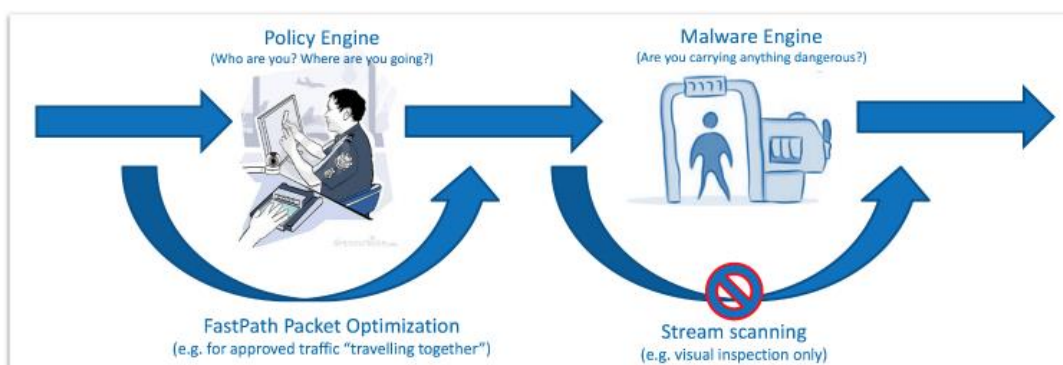 Policy Engine
(Who are you? Where are you going?)
Malware Engine
(Are you carrying anything dangerous?)
FastPath Packet Optimization
(e.g. for approved traffic “travelling together”)
Stream scanning
(e.g. visual inspection only)